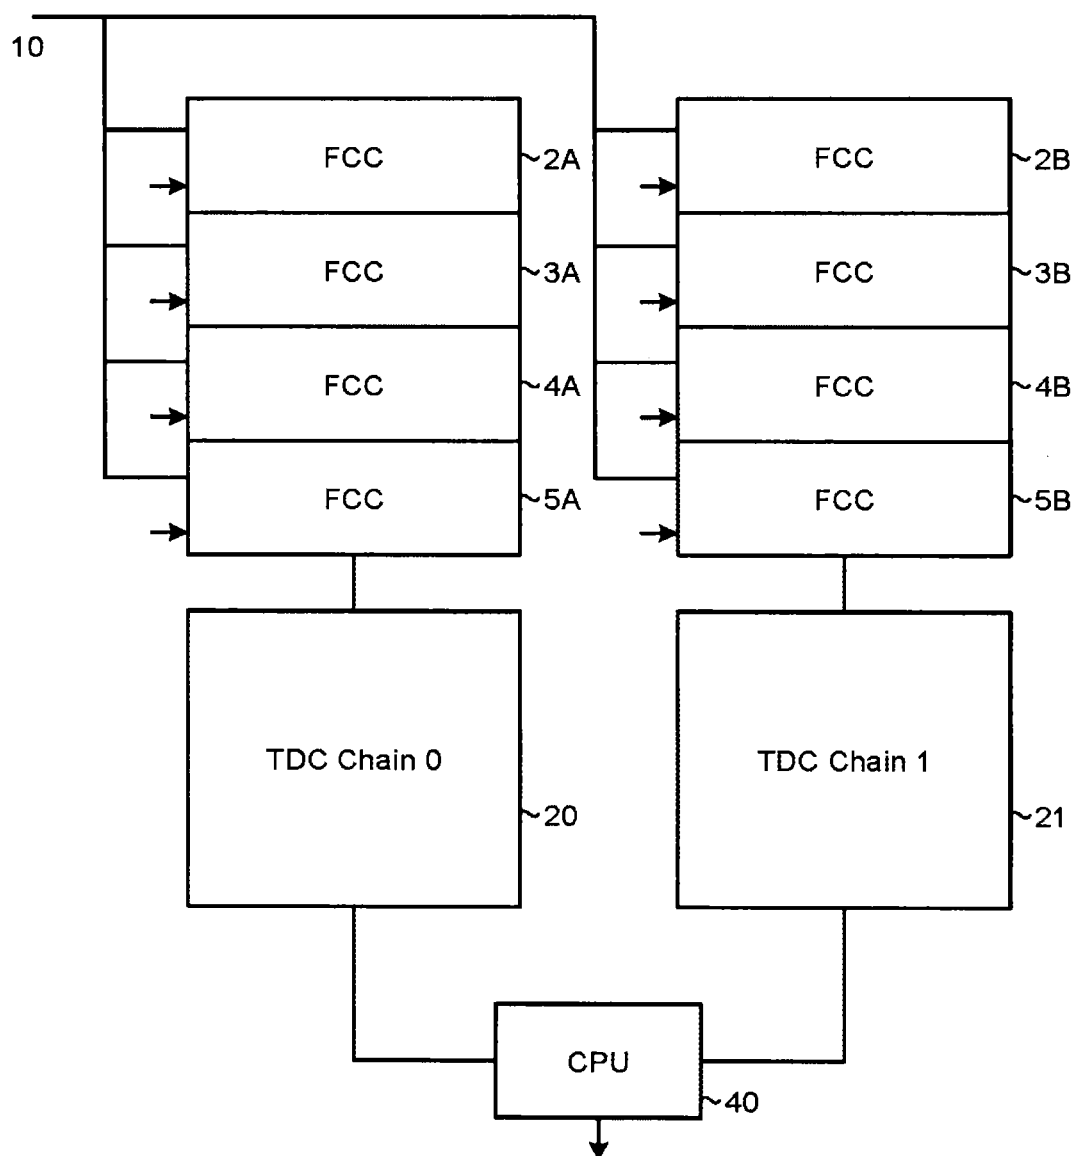 10
FCC 2A FCC 2B
FCC 3A FCC 3B
FCC 4A FCC 4B
FCC 5A FCC 5B
TDC Chain 0 TDC Chain 1
20 21
CPU
40